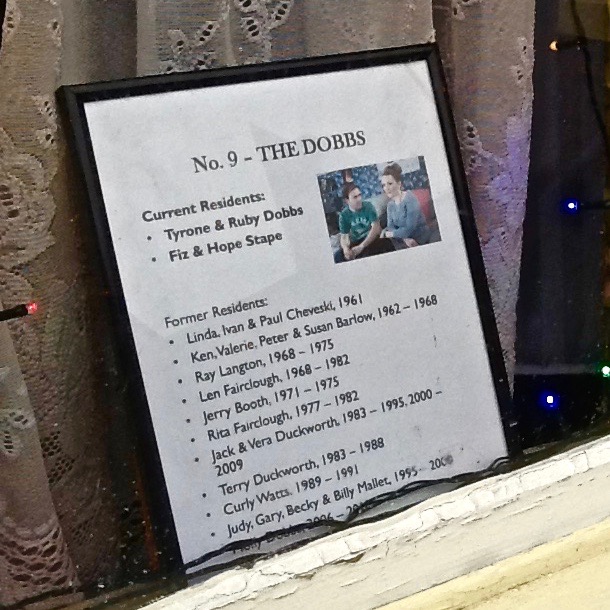 No. 9 – THE DOBBS
Current Residents:
• Tyrone & Ruby Dobbs
• Fiz & Hope Stape
Former Residents:
• Linda, Ivan & Paul Cheveski, 1961
• Ken, Valerie, Peter & Susan Barlow, 1962 – 1968
• Ray Langton, 1968 – 1975
• Len Fairclough, 1968 – 1982
• Jerry Booth, 1971 – 1975
• Rita Fairclough, 1977 – 1982
• Jack & Vera Duckworth, 1983 – 1995, 2000 –
2009
• Terry Duckworth, 1983 – 1988
• Curly Watts, 1989 – 1991
• Judy, Gary, Becky & Billy Mallet, 1995 –